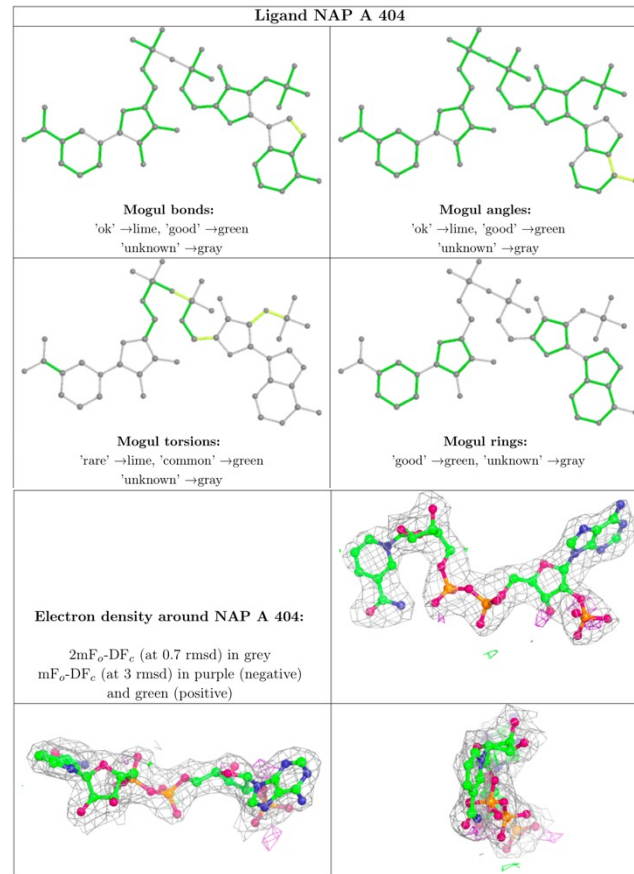 Ligand NAP A 404
Mogul bonds:
'ok' →lime, 'good' →green
'unknown' →gray
Mogul angles:
'ok' →lime, 'good' →green
'unknown' →gray
Mogul torsions:
'rare' →lime, 'common' →green
'unknown' →gray
Mogul rings:
'good' →green, 'unknown' →gray
Electron density around NAP A 404:
2mFₒ-DF꜀ (at 0.7 rmsd) in grey
mFₒ-DF꜀ (at 3 rmsd) in purple (negative)
and green (positive)